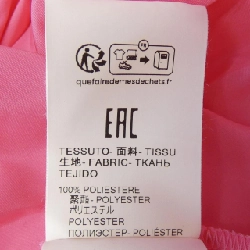 FR
quefairedemesdechets.fr
EAC
TESSUTO- 面料- TISSU
生地- FABRIC- ТКАНЬ
TEJIDO
100% POLIESTERE
聚酯- POLYESTER
ポリエステル
POLYESTER
ПОЛИЭСТЕР- POLIÉSTER